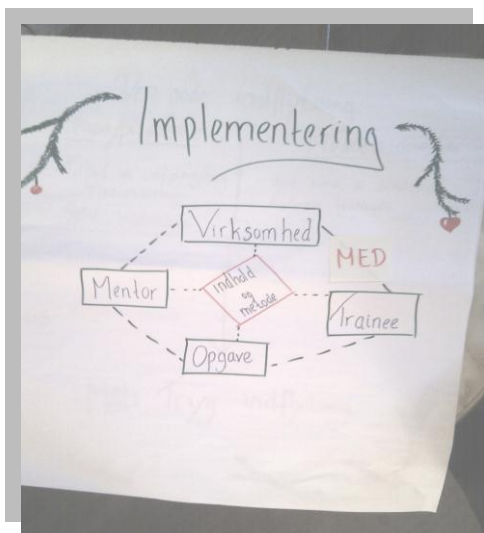 Implementering
Virksomhed
MED
Mentor
Indhold
og
metode
Trainee
Opgave